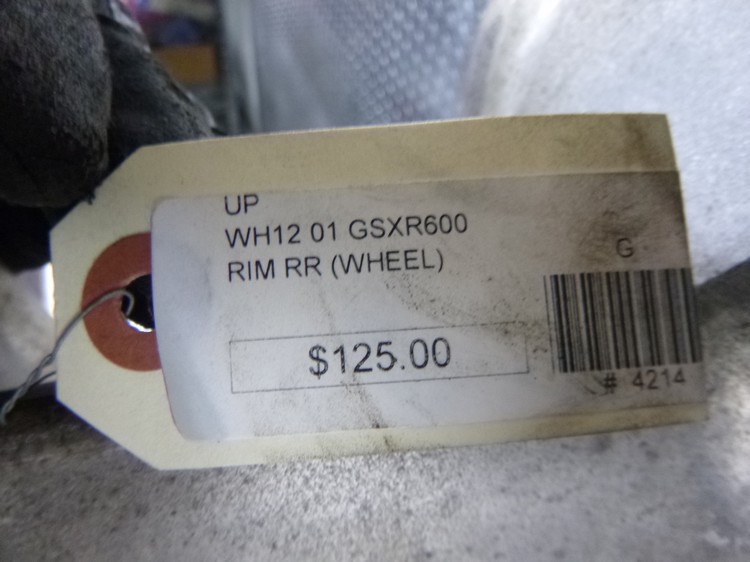 UP
WH12 01 GSXR600
RIM RR (WHEEL)
$125.00
G
# 4214